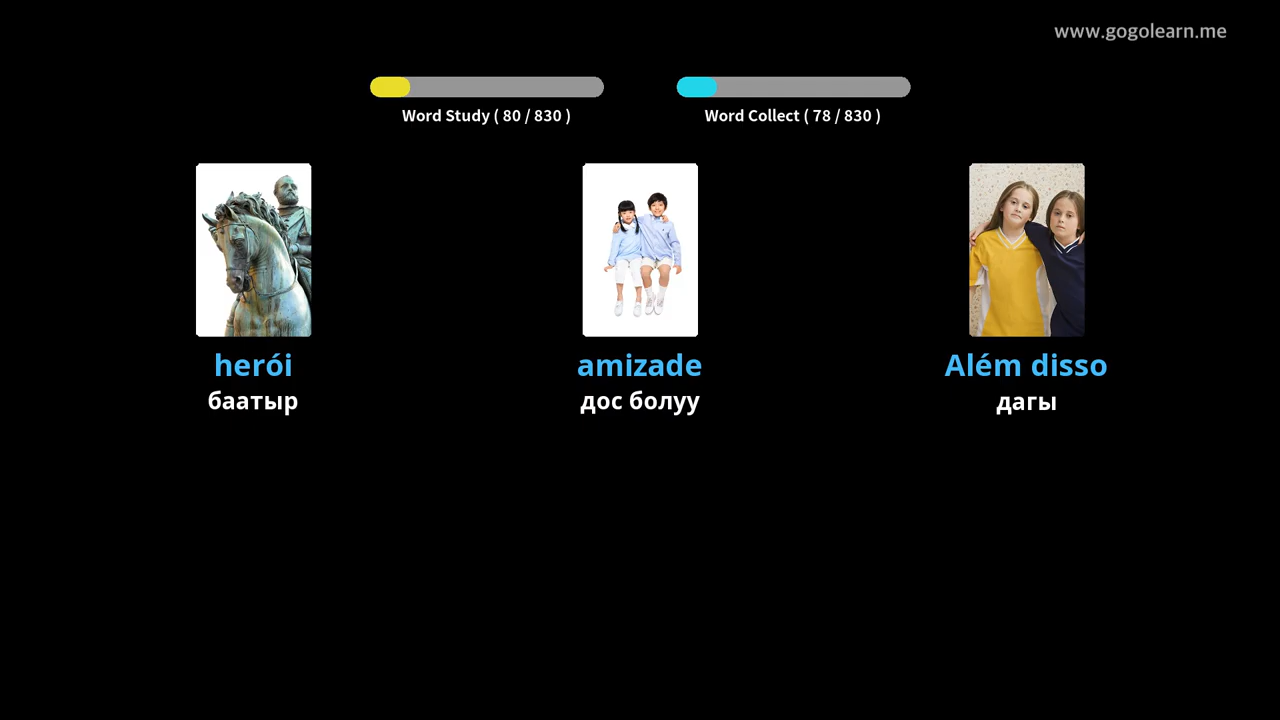 www.gogolearn.me
Word Study ( 80 / 830 )
Word Collect ( 78 / 830 )
herói
amizade
Além disso
баатыр
дос болуу
дагы